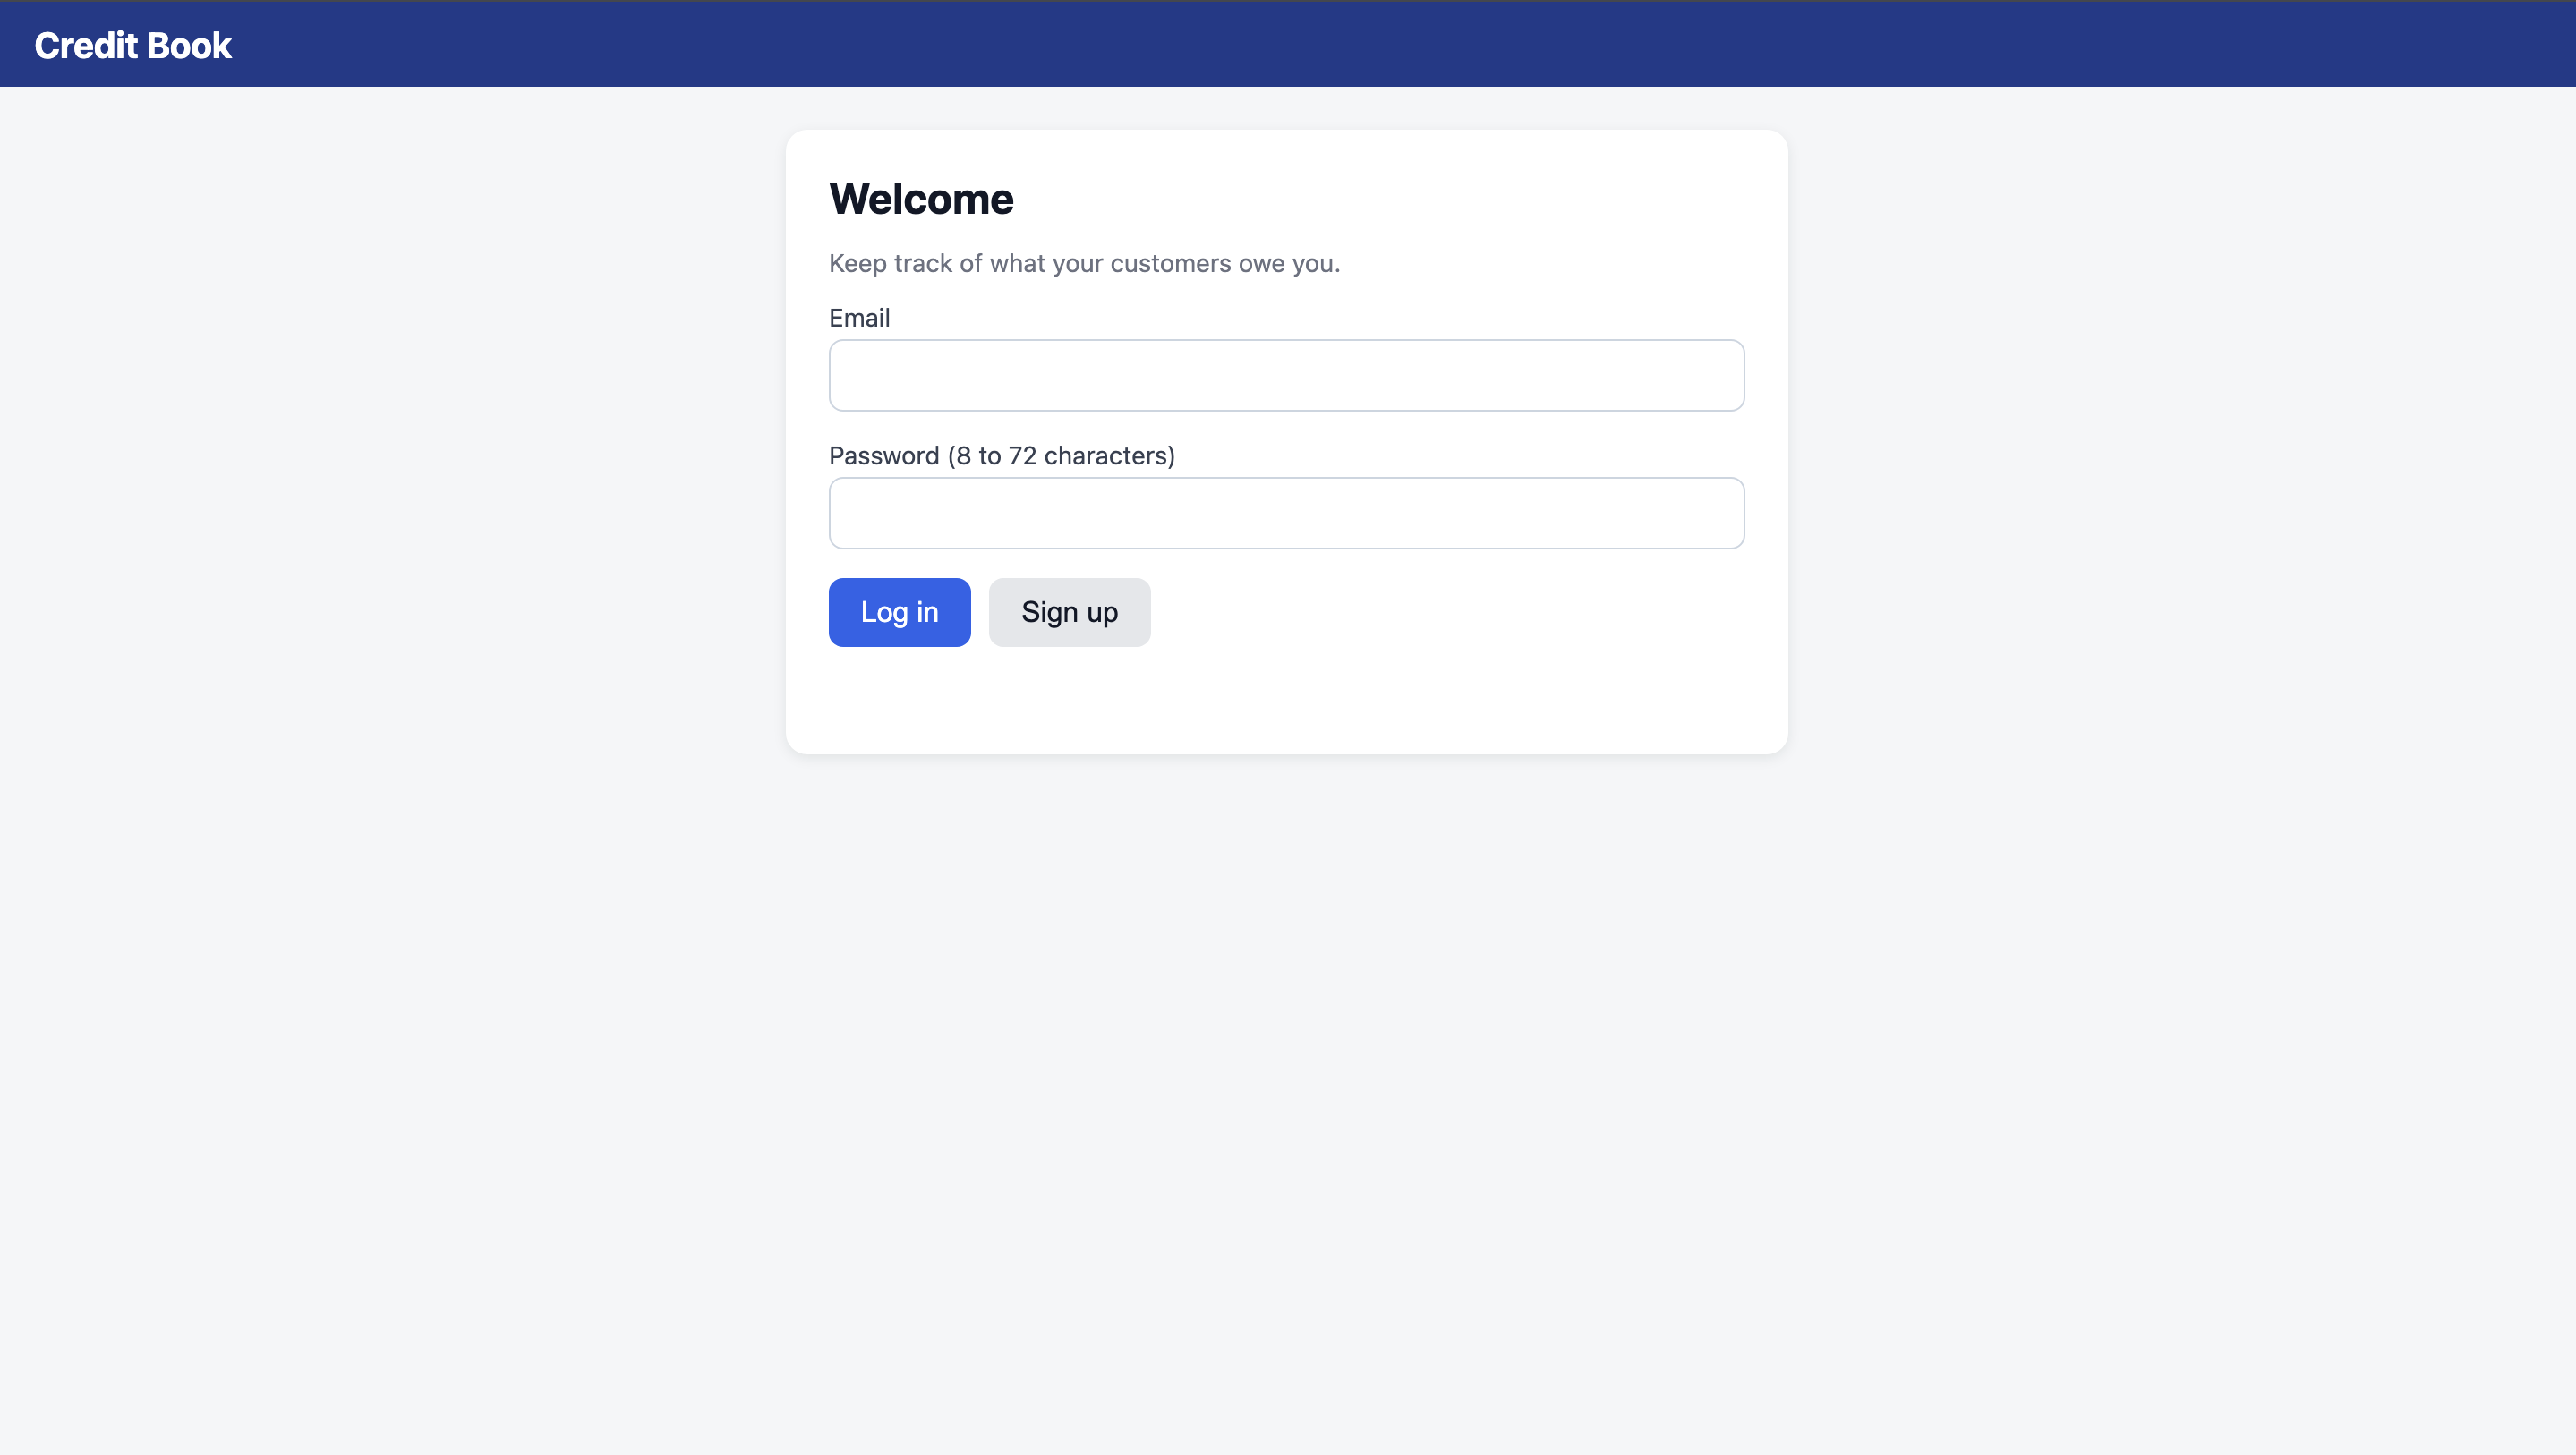 Credit Book
Welcome
Keep track of what your customers owe you.
Email
Password (8 to 72 characters)
Log in
Sign up